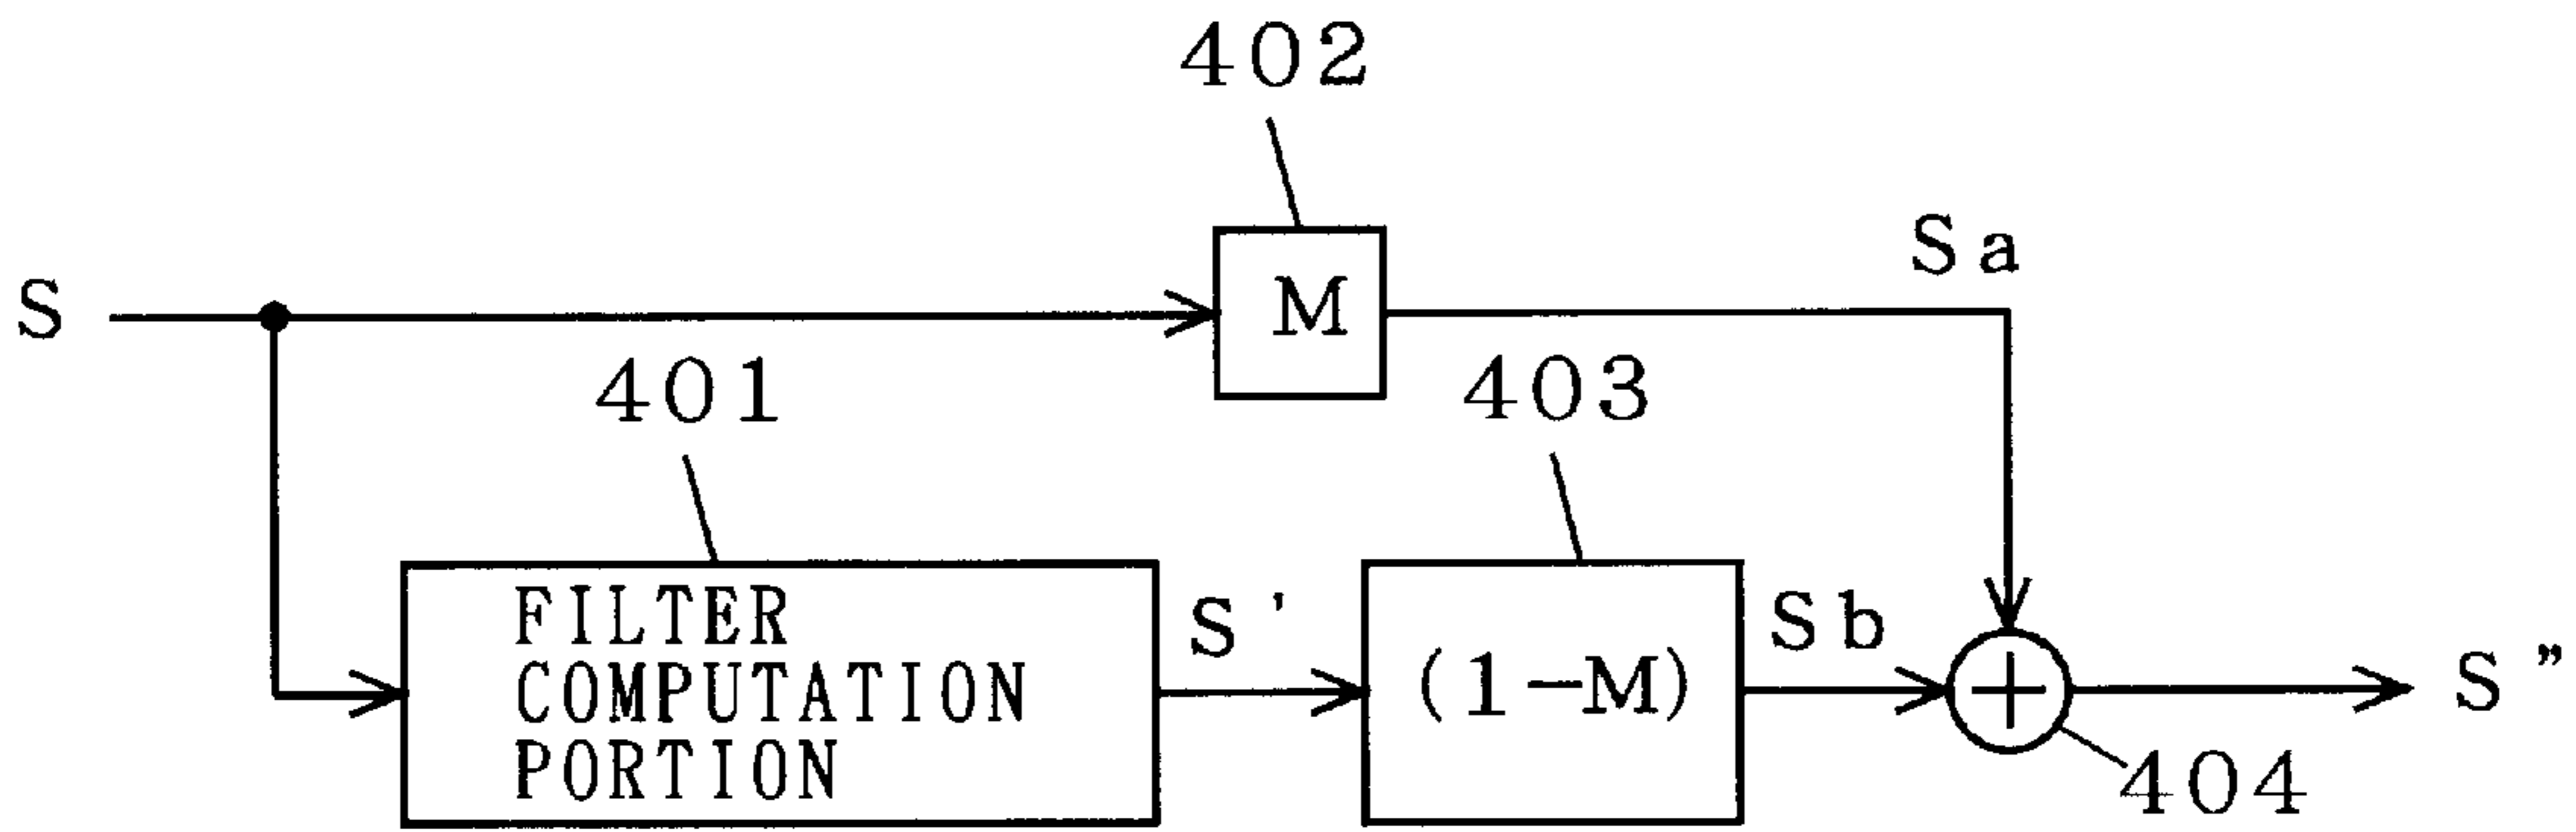 402
Sa
S
M
401
403
FILTER
COMPUTATION
PORTION
S'
(1-M)
Sb
+
S”
404